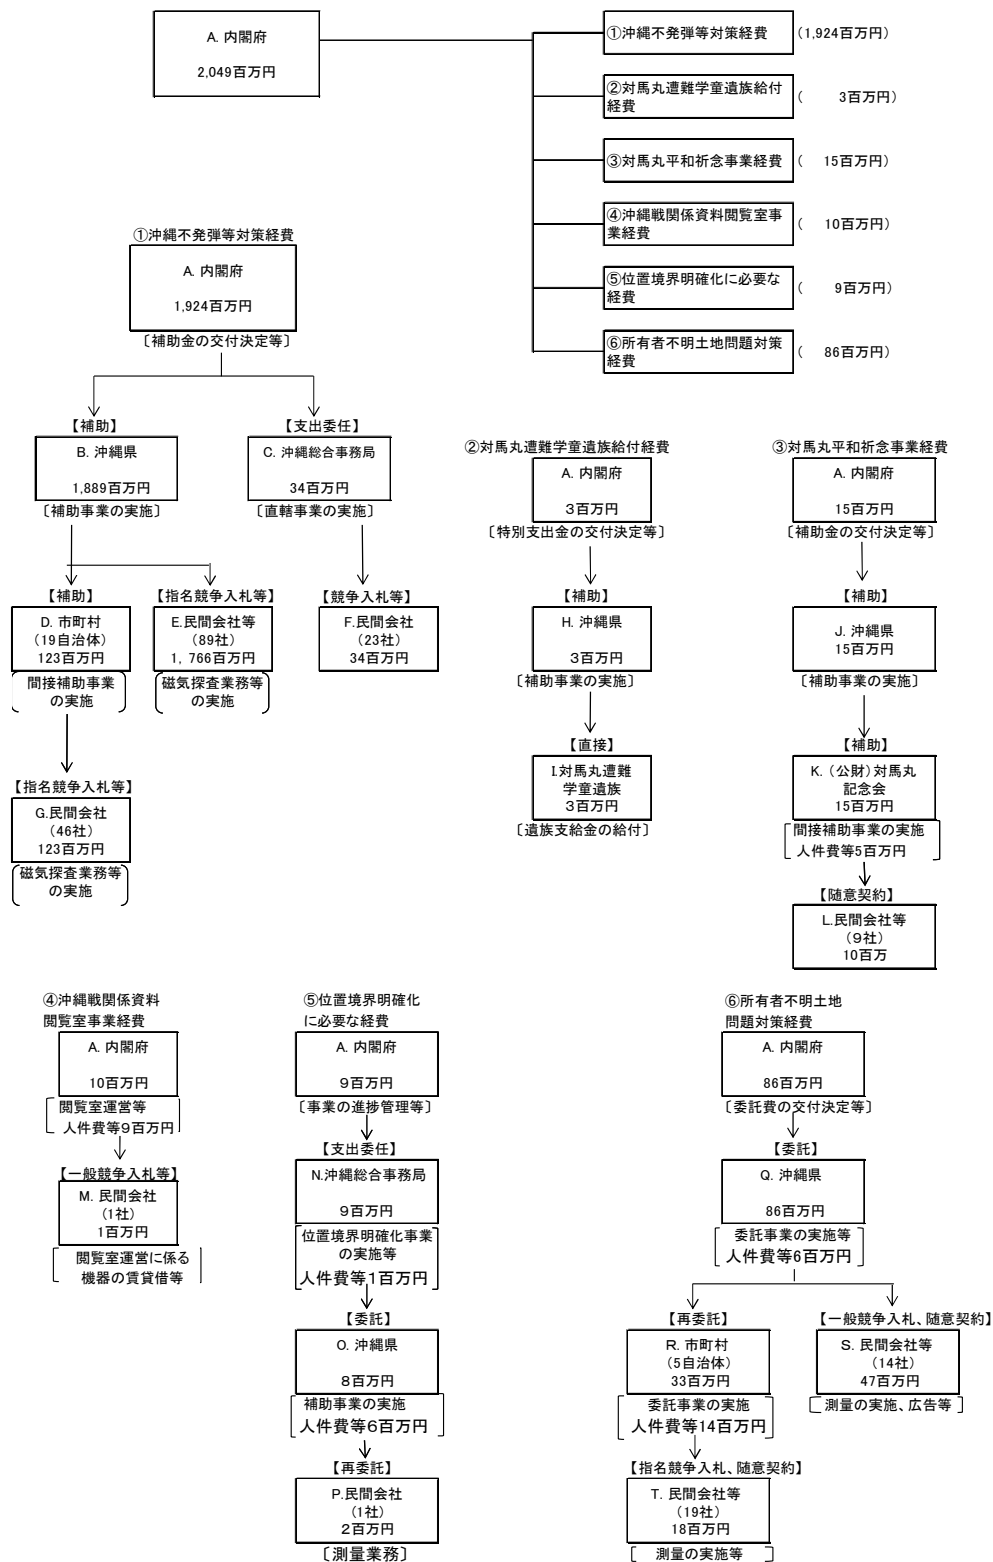 A. 内閣府
2,049百万円
①沖縄不発弾等対策経費
(1,924百万円)
②対馬丸遭難学童遺族給付
経費
( 3百万円)
③対馬丸平和祈念事業経費
( 15百万円)
④沖縄戦関係資料閲覧室事
業経費
( 10百万円)
⑤位置境界明確化に必要な
経費
( 9百万円)
⑥所有者不明土地問題対策
経費
( 86百万円)
①沖縄不発弾等対策経費
A. 内閣府
1,924百万円
〔補助金の交付決定等〕
【補助】
B. 沖縄県
1,889百万円
〔補助事業の実施〕
【支出委任】
C. 沖縄総合事務局
34百万円
〔直轄事業の実施〕
【補助】
D. 市町村
(19自治体)
123百万円
間接補助事業
の実施
【指名競争入札等】
E.民間会社等
(89社)
1, 766百万円
磁気探査業務等
の実施
【競争入札等】
F.民間会社
(23社)
34百万円
【指名競争入札等】
G.民間会社
(46社)
123百万円
磁気探査業務等
の実施
②対馬丸遭難学童遺族給付経費
A. 内閣府
3百万円
〔特別支出金の交付決定等〕
【補助】
H. 沖縄県
3百万円
〔補助事業の実施〕
【直接】
I.対馬丸遭難
学童遺族
3百万円
〔遺族支給金の給付〕
③対馬丸平和祈念事業経費
A. 内閣府
15百万円
〔補助金の交付決定等〕
【補助】
J. 沖縄県
15百万円
〔補助事業の実施〕
【補助】
K. (公財)対馬丸
記念会
15百万円
間接補助事業の実施
人件費等5百万円
【随意契約】
L.民間会社等
(9社)
10百万
④沖縄戦関係資料
閲覧室事業経費
A. 内閣府
10百万円
閲覧室運営等
人件費等9百万円
【一般競争入札等】
M. 民間会社
(1社)
1百万円
閲覧室運営に係る
機器の賃貸借等
⑤位置境界明確化
に必要な経費
A. 内閣府
9百万円
〔事業の進捗管理等〕
【支出委任】
N.沖縄総合事務局
9百万円
位置境界明確化事業
の実施等
人件費等1百万円
【委託】
O. 沖縄県
8百万円
補助事業の実施
人件費等6百万円
【再委託】
P.民間会社
(1社)
2百万円
〔測量業務〕
⑥所有者不明土地
問題対策経費
A. 内閣府
86百万円
〔委託費の交付決定等〕
【委託】
Q. 沖縄県
86百万円
委託事業の実施等
人件費等6百万円
【再委託】
R. 市町村
(5自治体)
33百万円
委託事業の実施
人件費等14百万円
【一般競争入札、随意契約】
S. 民間会社等
(14社)
47百万円
測量の実施、広告等
【指名競争入札、随意契約】
T. 民間会社等
(19社)
18百万円
測量の実施等